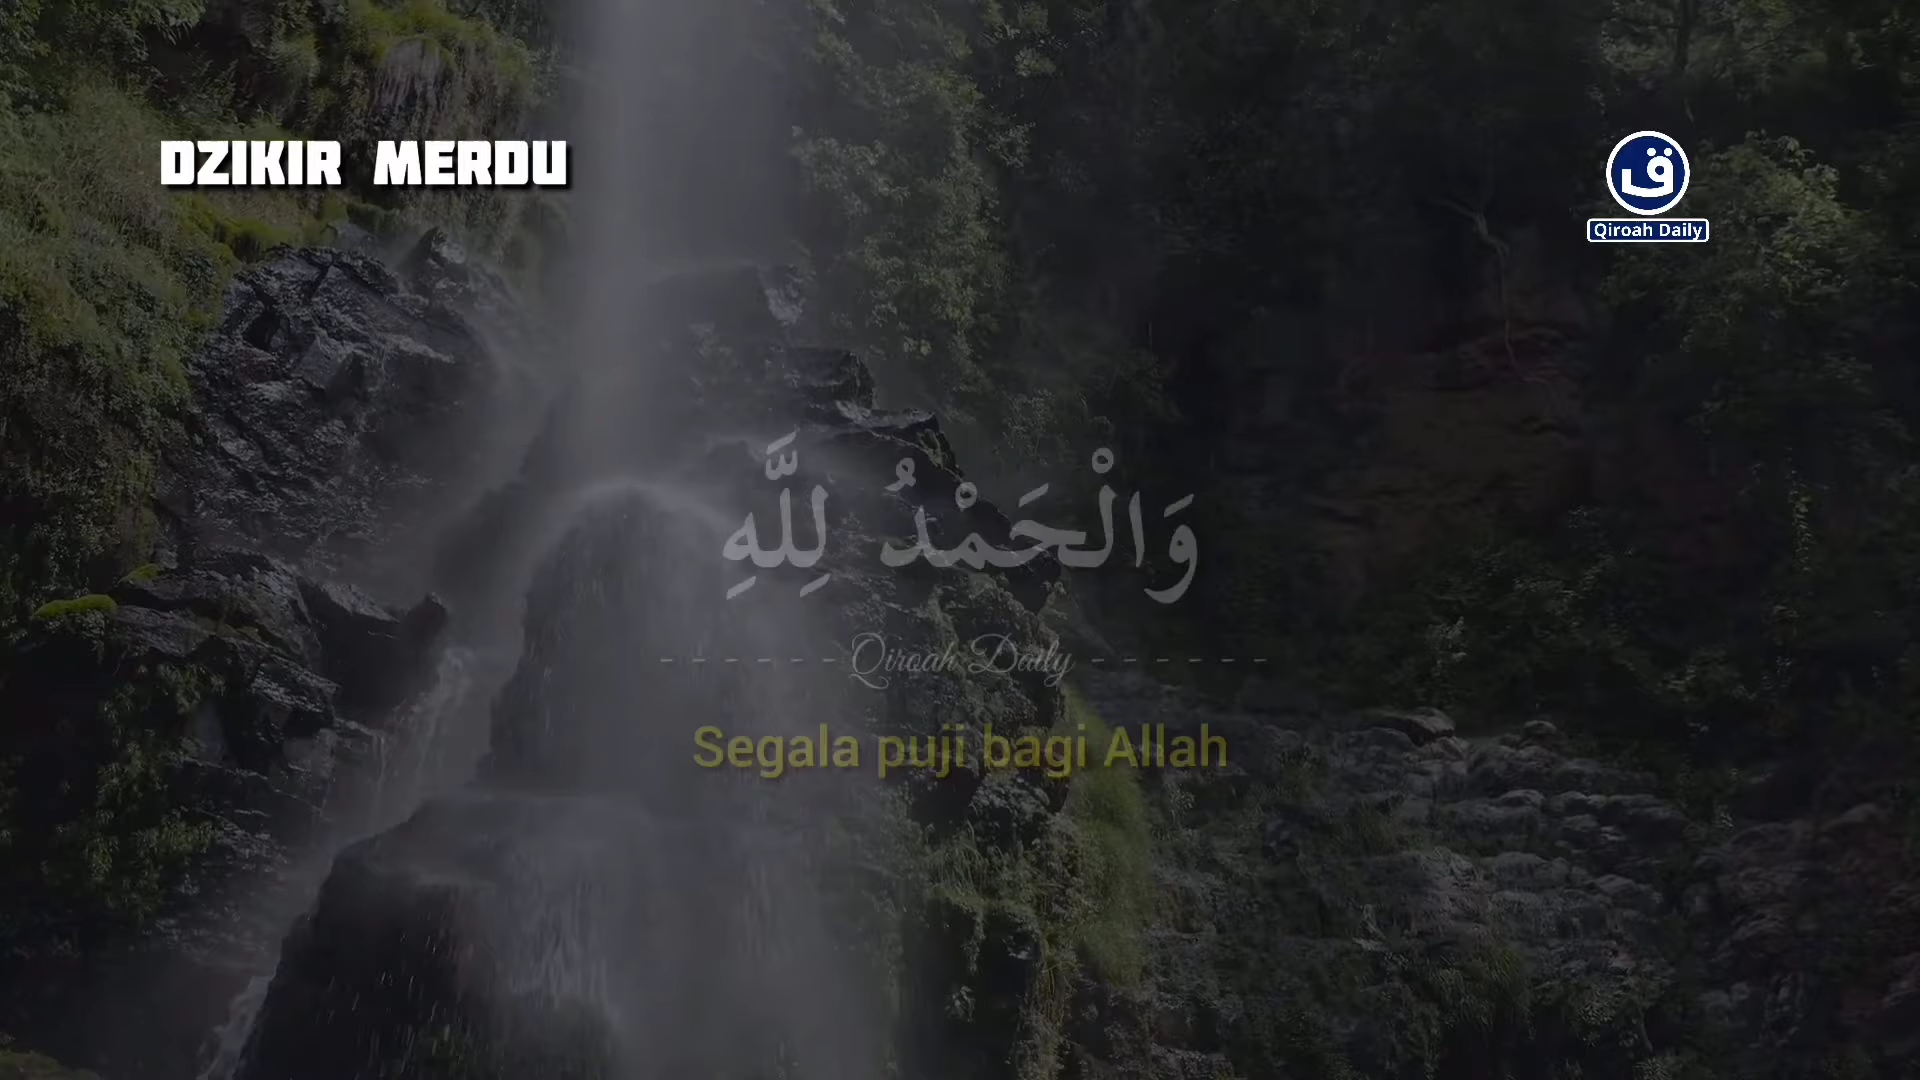 DZIKIR MERDU
ق
Qiroah Daily
وَالْحَمْدُ لِلَّهِ
- - - - - - Qiroah Daily - - - - - -
Segala puji bagi Allah